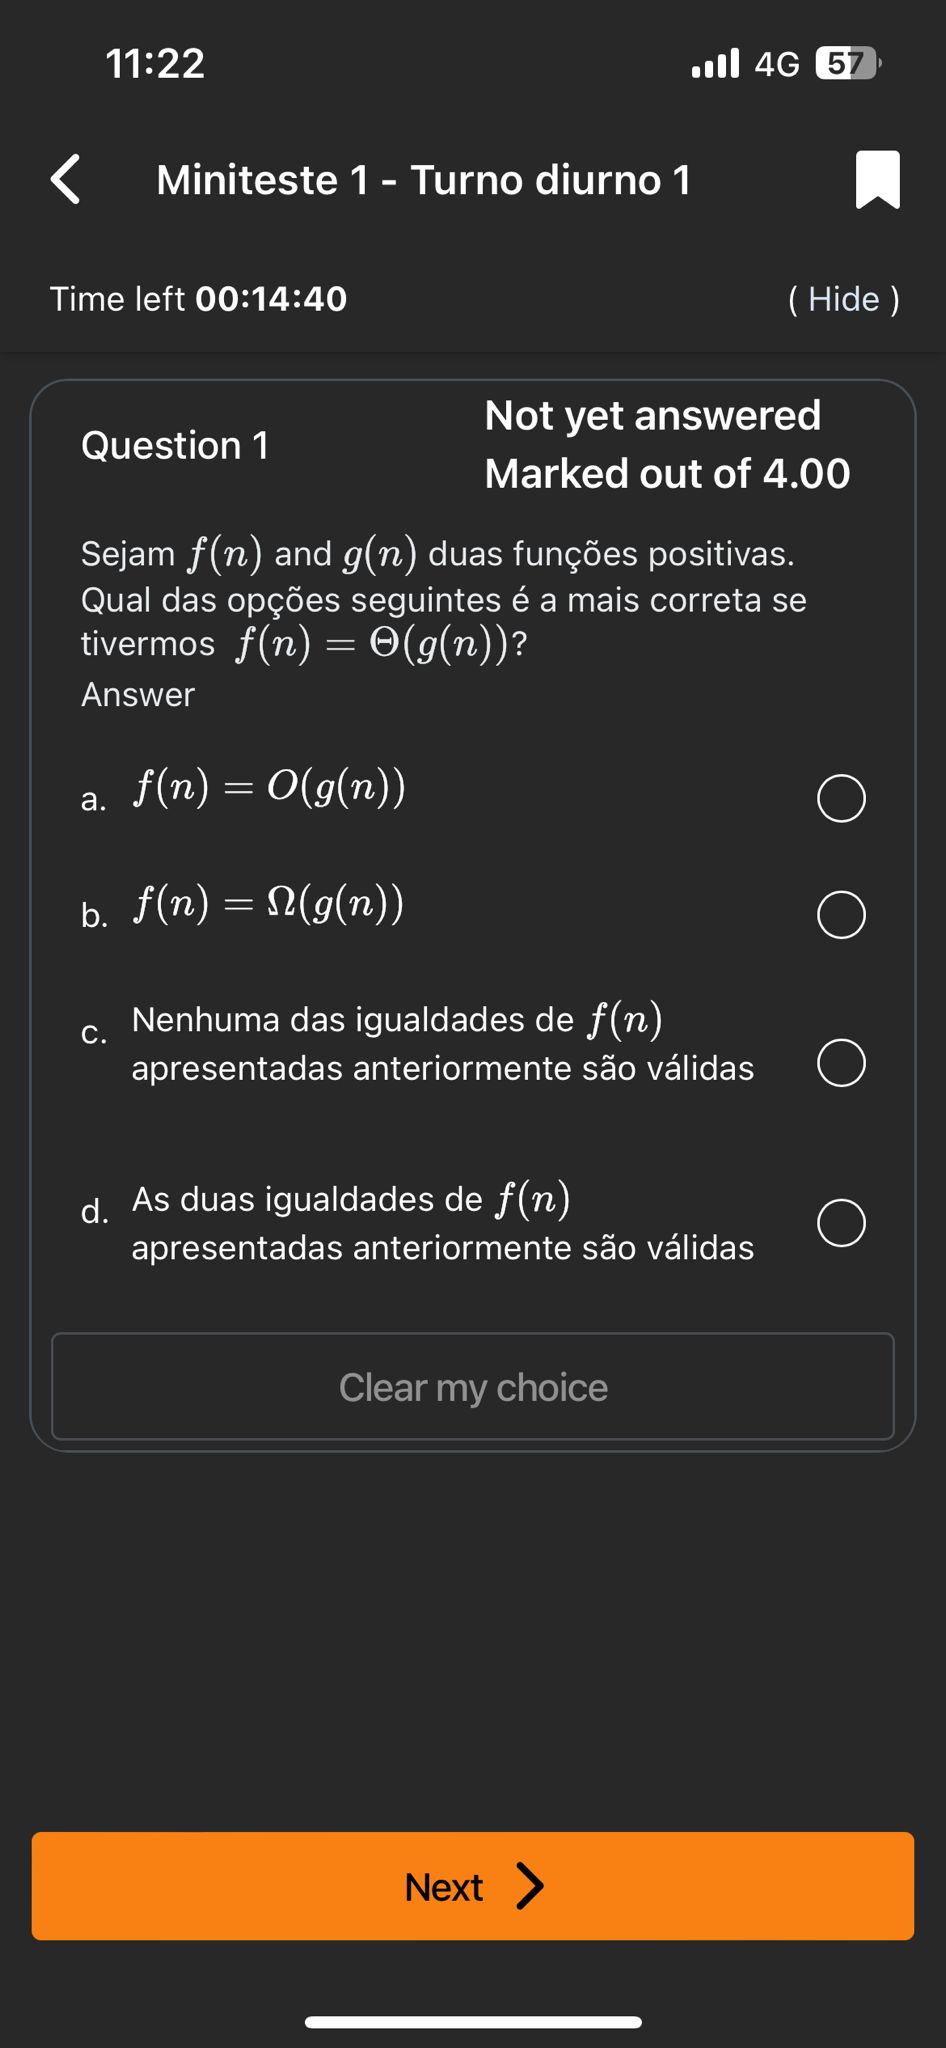 11:22
4G 57
Miniteste 1 - Turno diurno 1
Time left 00:14:40
( Hide )
Question 1
Not yet answered
Marked out of 4.00
Sejam f(n) and g(n) duas funções positivas.
Qual das opções seguintes é a mais correta se
tivermos f(n) = Θ(g(n))?
Answer
a. f(n) = O(g(n))
b. f(n) = Ω(g(n))
c. Nenhuma das igualdades de f(n)
apresentadas anteriormente são válidas
d. As duas igualdades de f(n)
apresentadas anteriormente são válidas
Clear my choice
Next